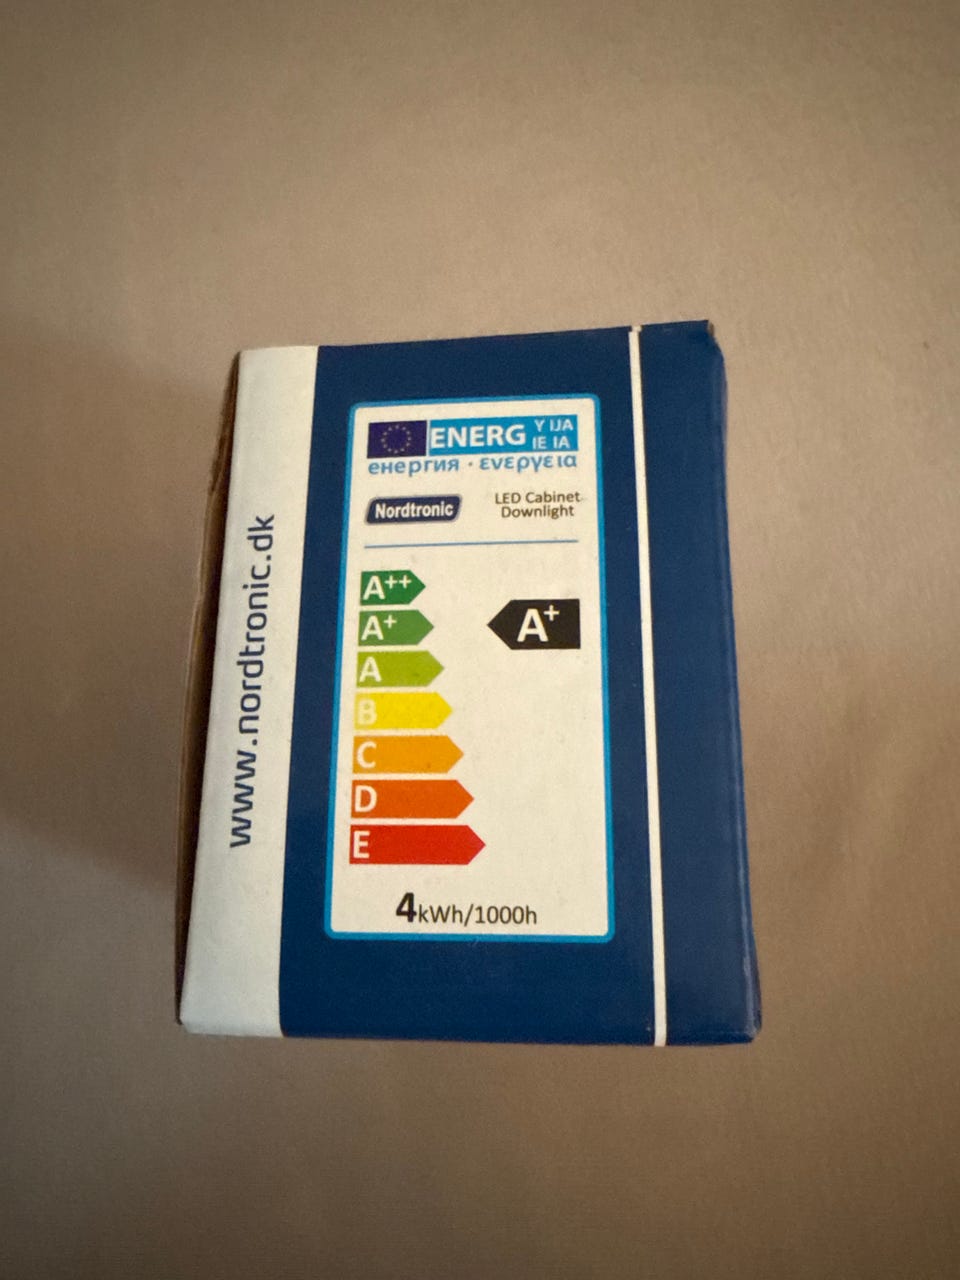 ENERG Y IJA
IE IA
енергия · ενεργεια
Nordtronic
LED Cabinet
Downlight
A++
A+
A+
A
B
C
D
E
4kWh/1000h
www.nordtronic.dk